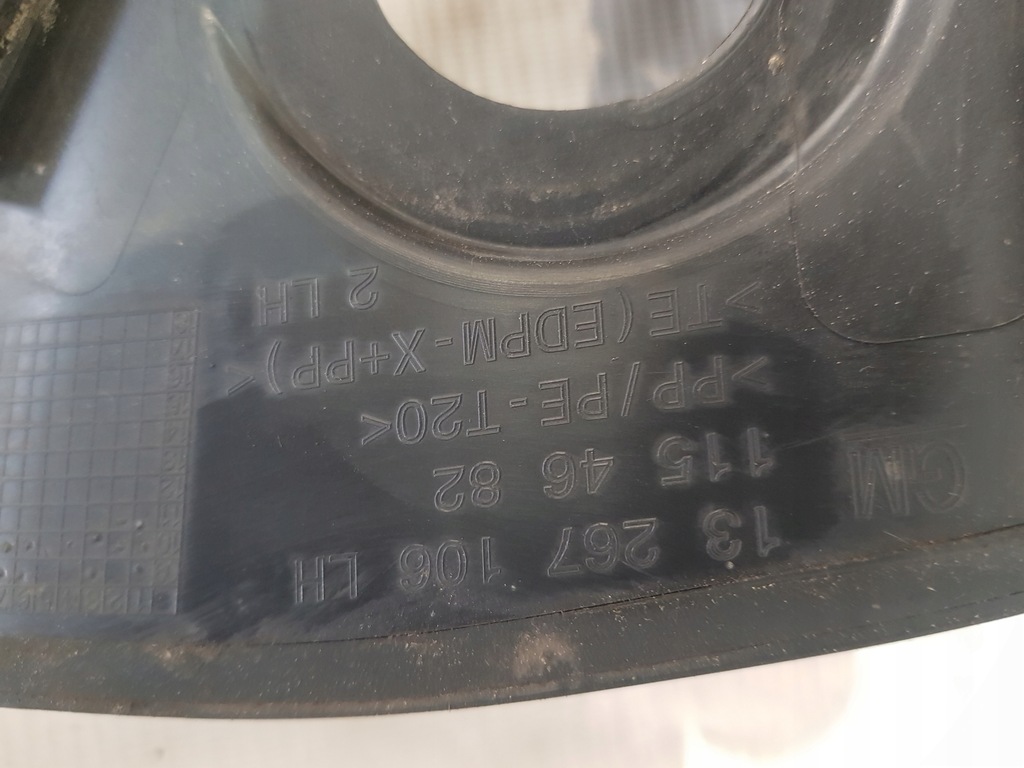 GM
13 267 106 LH
115 46 82
>PP/PE-T20<
>TE(EDPM-X+PP)<
2 LH